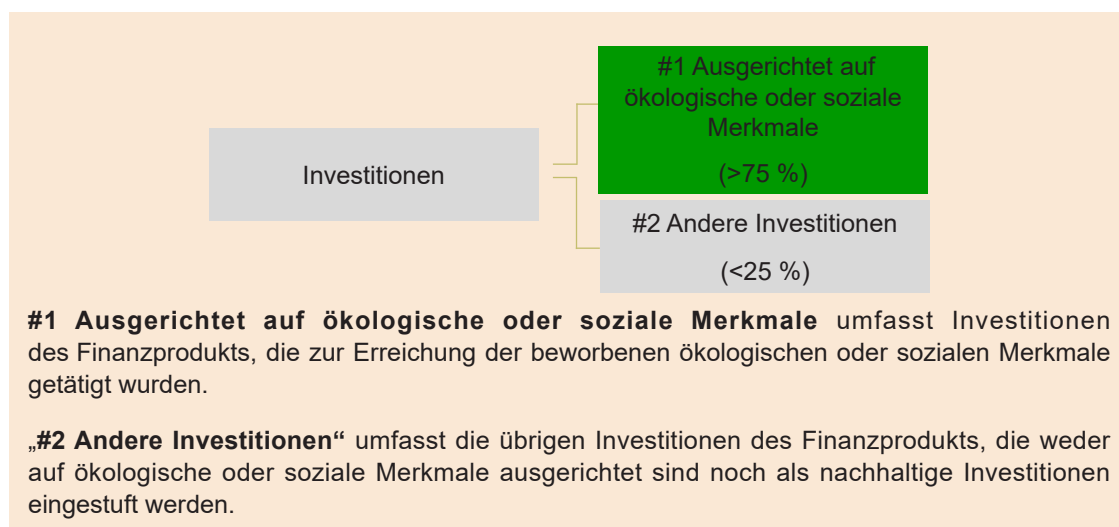 #1 Ausgerichtet auf
ökologische oder soziale
Merkmale
(>75 %)
Investitionen
#2 Andere Investitionen
(<25 %)
#1 Ausgerichtet auf ökologische oder soziale Merkmale umfasst Investitionen
des Finanzprodukts, die zur Erreichung der beworbenen ökologischen oder sozialen Merkmale
getätigt wurden.
„#2 Andere Investitionen“ umfasst die übrigen Investitionen des Finanzprodukts, die weder
auf ökologische oder soziale Merkmale ausgerichtet sind noch als nachhaltige Investitionen
eingestuft werden.